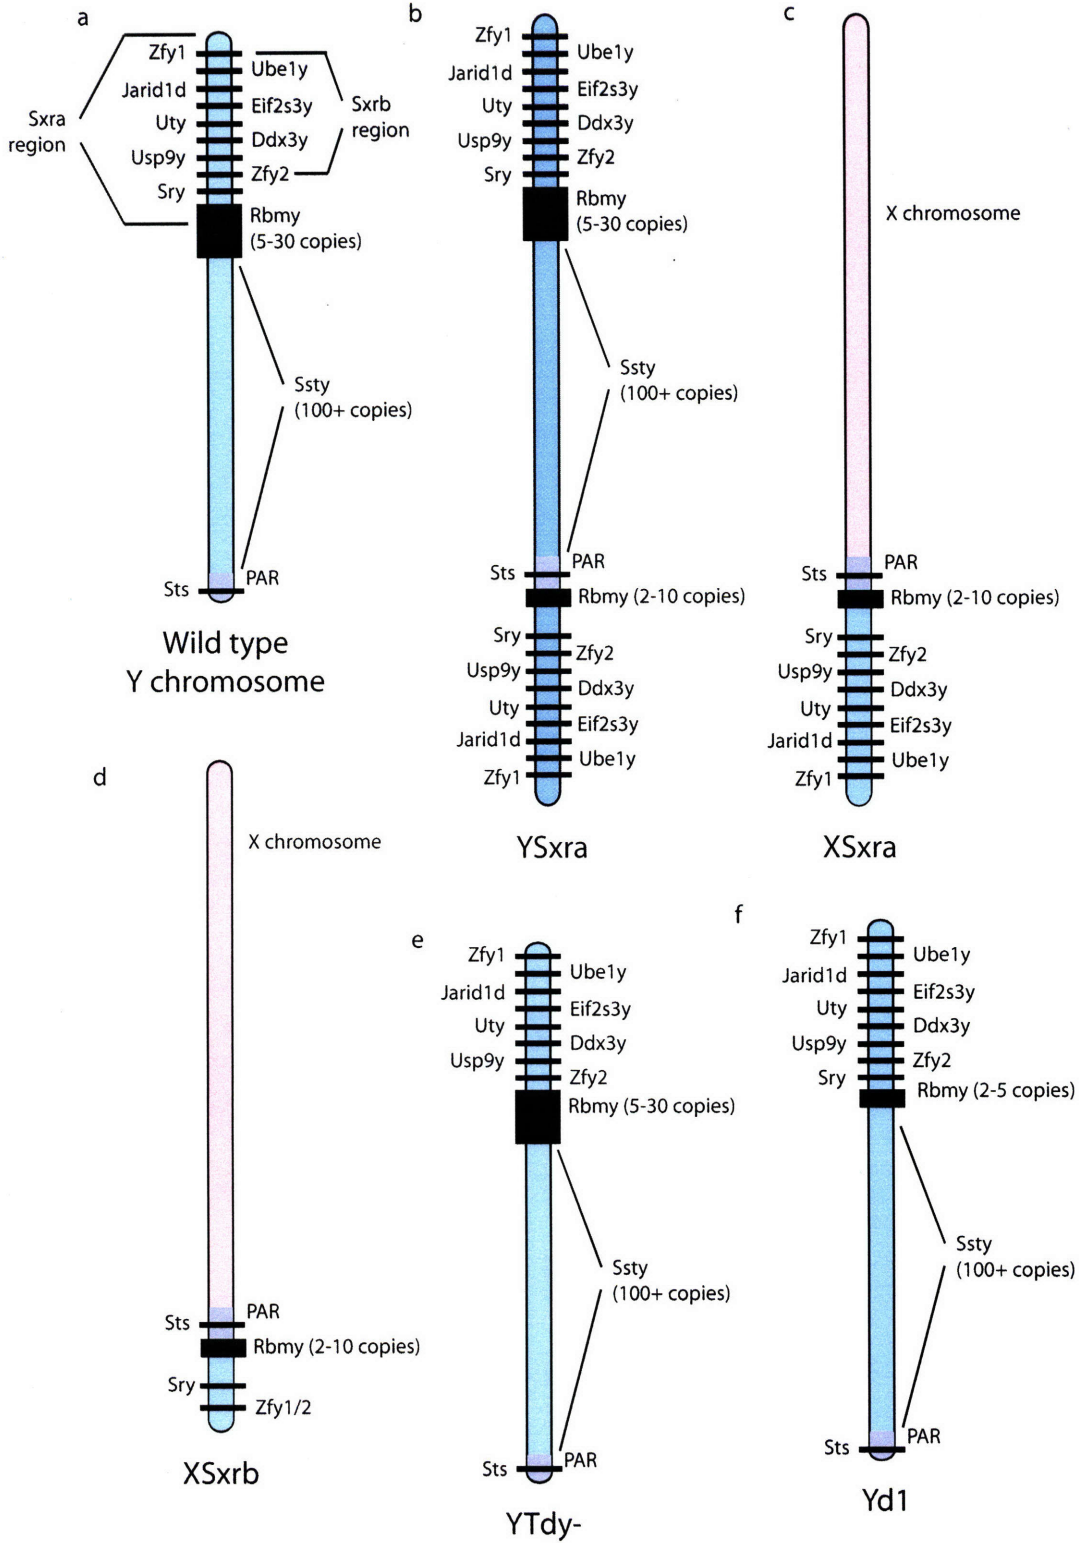 a
Zfy1
Ube1y
Jarid1d
Eif2s3y
Uty
Ddx3y
Usp9y
Zfy2
Sry
Rbmy
(5-30 copies)
Sxra
region
Sxrb
region
Ssty
(100+ copies)
PAR
Sts
Wild type
Y chromosome
b
Zfy1
Ube1y
Jarid1d
Eif2s3y
Uty
Ddx3y
Usp9y
Zfy2
Sry
Rbmy
(5-30 copies)
Ssty
(100+ copies)
PAR
Sts
Rbmy (2-10 copies)
Sry
Zfy2
Usp9y
Ddx3y
Uty
Eif2s3y
Jarid1d
Ube1y
Zfy1
YSxra
c
X chromosome
PAR
Sts
Rbmy (2-10 copies)
Sry
Zfy2
Usp9y
Ddx3y
Uty
Eif2s3y
Jarid1d
Ube1y
Zfy1
XSxra
d
X chromosome
PAR
Sts
Rbmy (2-10 copies)
Sry
Zfy1/2
XSxrb
e
Zfy1
Ube1y
Jarid1d
Eif2s3y
Uty
Ddx3y
Usp9y
Zfy2
Rbmy (5-30 copies)
Ssty
(100+ copies)
PAR
Sts
YTdy-
f
Zfy1
Ube1y
Jarid1d
Eif2s3y
Uty
Ddx3y
Usp9y
Zfy2
Sry
Rbmy (2-5 copies)
Ssty
(100+ copies)
PAR
Sts
Yd1